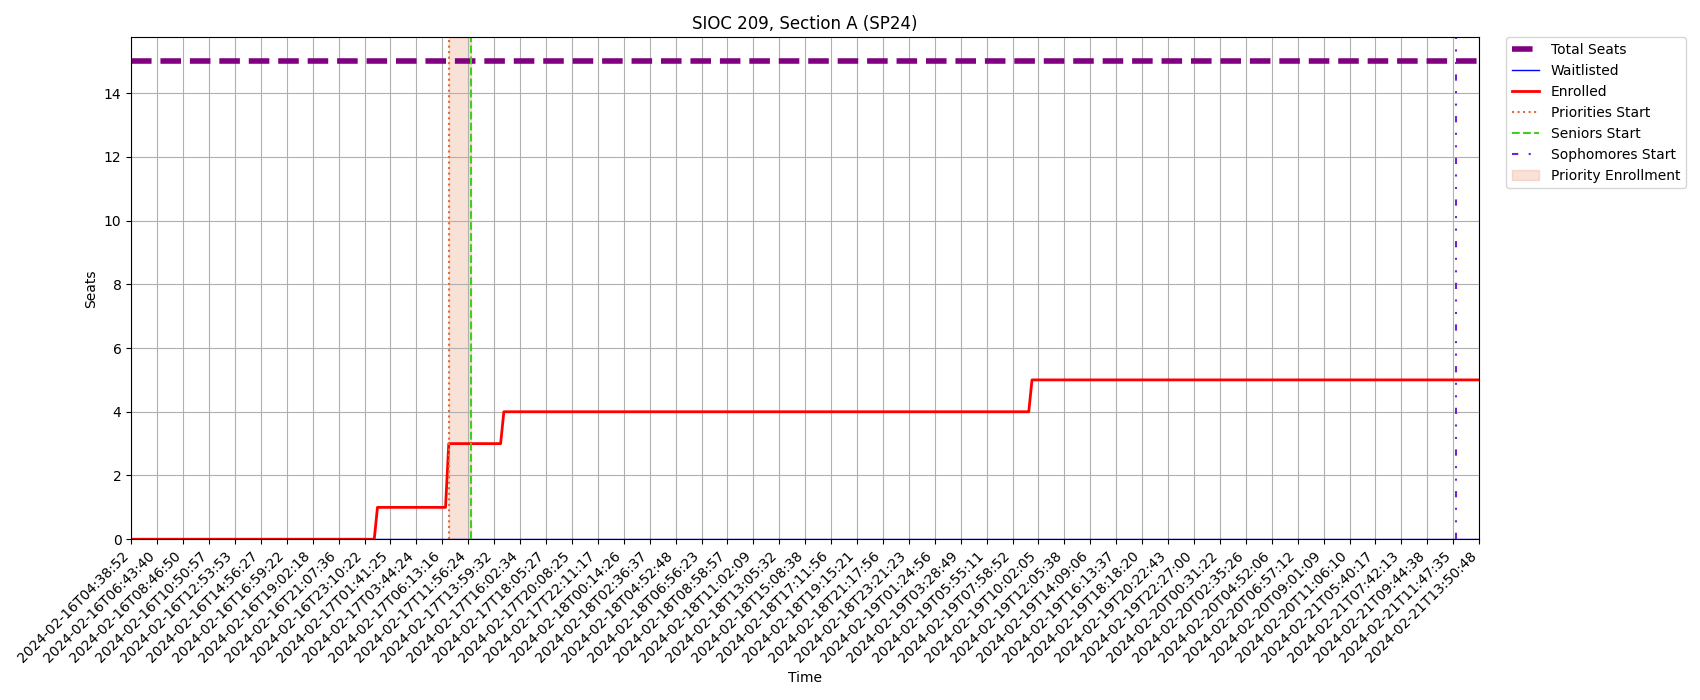 SIOC 209, Section A (SP24)
Total Seats
Waitlisted
Enrolled
Priorities Start
Seniors Start
Sophomores Start
Priority Enrollment
Seats
14
12
10
8
6
4
2
0
2024-02-16T04:38:52
2024-02-16T06:43:40
2024-02-16T08:46:50
2024-02-16T10:50:57
2024-02-16T12:53:53
2024-02-16T14:56:27
2024-02-16T16:59:22
2024-02-16T19:02:18
2024-02-16T21:07:36
2024-02-16T23:10:22
2024-02-17T01:41:25
2024-02-17T03:44:24
2024-02-17T06:13:16
2024-02-17T11:56:24
2024-02-17T13:59:32
2024-02-17T16:02:34
2024-02-17T18:05:27
2024-02-17T20:08:25
2024-02-17T22:11:17
2024-02-18T00:14:26
2024-02-18T02:36:37
2024-02-18T04:52:48
2024-02-18T06:56:23
2024-02-18T08:58:57
2024-02-18T11:02:09
2024-02-18T13:05:32
2024-02-18T15:08:38
2024-02-18T17:11:56
2024-02-18T19:15:21
2024-02-18T21:17:56
2024-02-18T23:21:23
2024-02-19T01:24:56
2024-02-19T03:28:49
2024-02-19T05:55:11
2024-02-19T07:58:52
2024-02-19T10:02:05
2024-02-19T12:05:38
2024-02-19T14:09:06
2024-02-19T16:13:37
2024-02-19T18:18:20
2024-02-19T20:22:43
2024-02-19T22:27:00
2024-02-20T00:31:22
2024-02-20T02:35:26
2024-02-20T04:52:06
2024-02-20T06:57:12
2024-02-20T09:01:09
2024-02-20T11:06:10
2024-02-21T05:40:17
2024-02-21T07:42:13
2024-02-21T09:44:38
2024-02-21T11:47:35
2024-02-21T13:50:48
Time